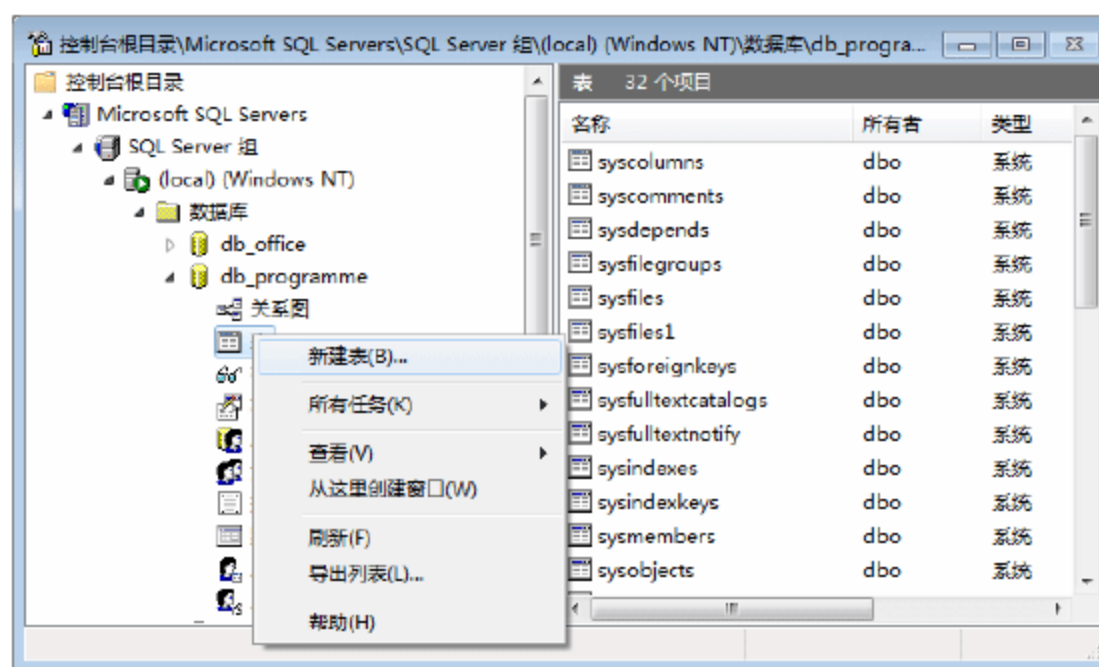 控制台根目录\Microsoft SQL Servers\SQL Server 组\(local) (Windows NT)\数据库\db_progra...
控制台根目录
Microsoft SQL Servers
SQL Server 组
(local) (Windows NT)
数据库
db_office
db_programme
关系图
新建表(B)...
所有任务(K)
查看(V)
从这里创建窗口(W)
刷新(F)
导出列表(L)...
帮助(H)
表 32 个项目
名称 所有者 类型
syscolumns dbo 系统
syscomments dbo 系统
sysdepends dbo 系统
sysfilegroups dbo 系统
sysfiles dbo 系统
sysfiles1 dbo 系统
sysforeignkeys dbo 系统
sysfulltextcatalogs dbo 系统
sysfulltextnotify dbo 系统
sysindexes dbo 系统
sysindexkeys dbo 系统
sysmembers dbo 系统
sysobjects dbo 系统